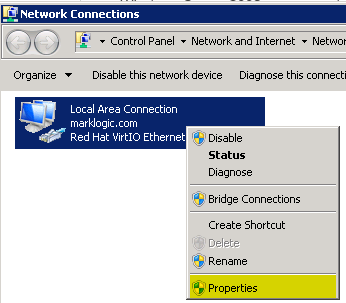 Network Connections
Control Panel Network and Internet Networ
Organize Disable this network device Diagnose this connecti
Local Area Connection
marklogic.com
Red Hat VirtIO Ethernet
Disable
Status
Diagnose
Bridge Connections
Create Shortcut
Delete
Rename
Properties